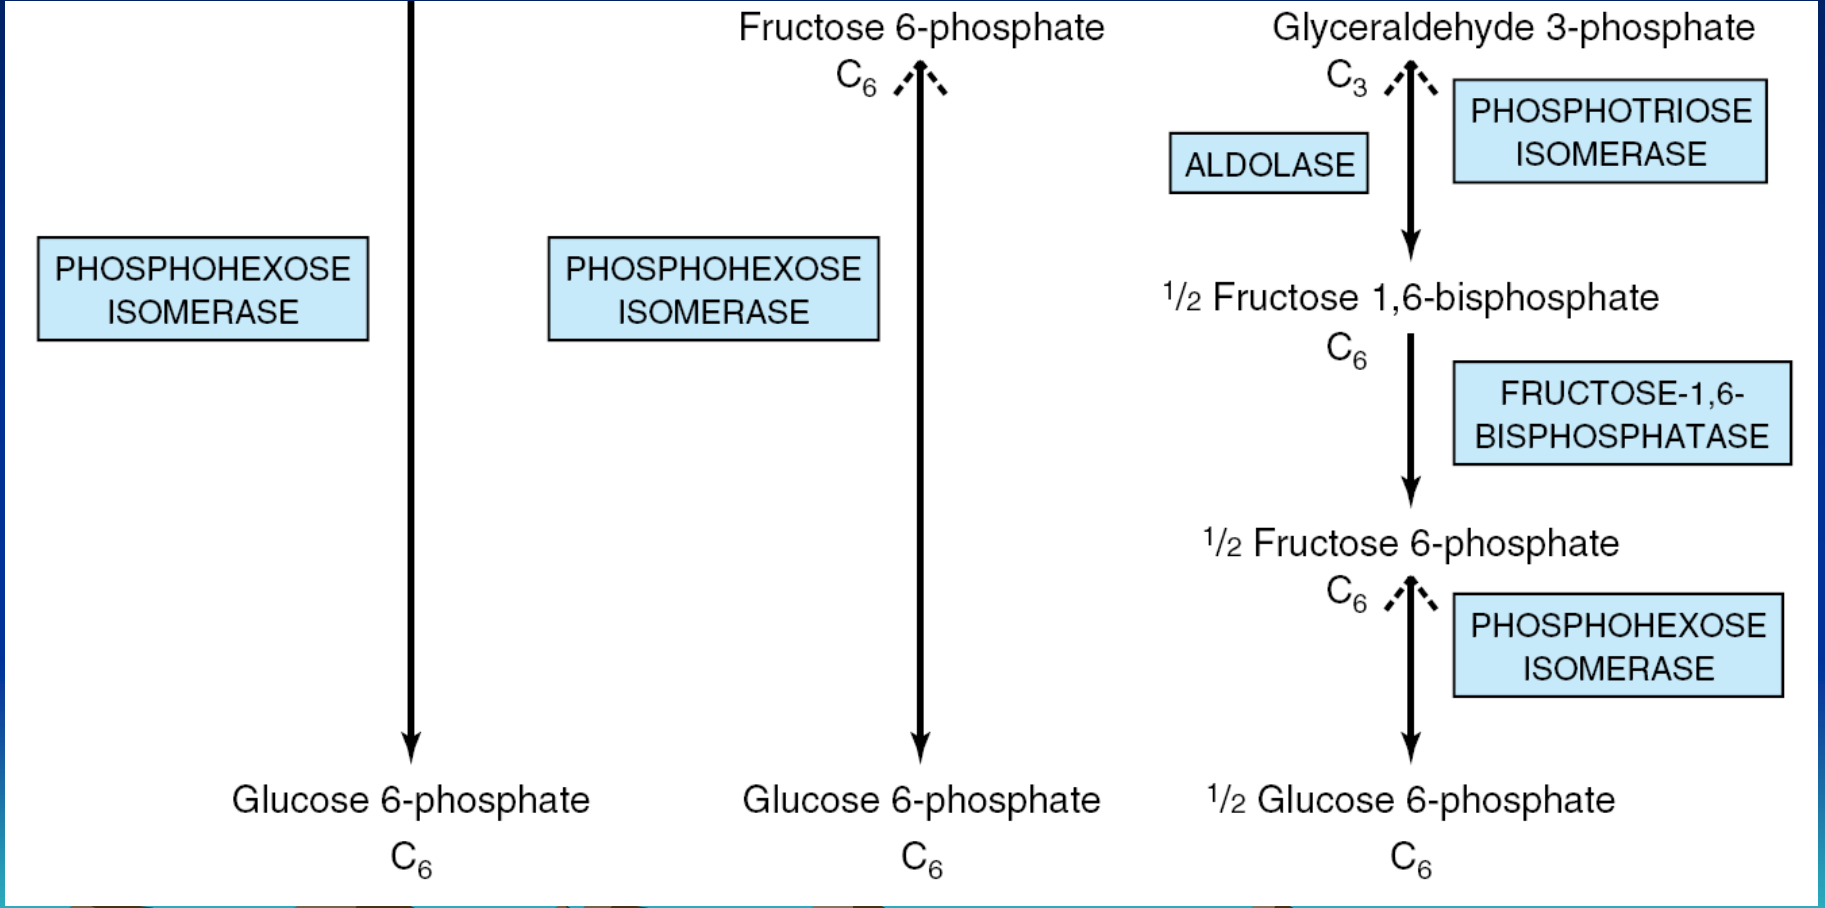 Fructose 6-phosphate
C6
Glyceraldehyde 3-phosphate
C3
PHOSPHOTRIOSE
ISOMERASE
ALDOLASE
PHOSPHOHEXOSE
ISOMERASE
PHOSPHOHEXOSE
ISOMERASE
1/2 Fructose 1,6-bisphosphate
C6
FRUCTOSE-1,6-
BISPHOSPHATASE
1/2 Fructose 6-phosphate
C6
PHOSPHOHEXOSE
ISOMERASE
Glucose 6-phosphate
C6
Glucose 6-phosphate
C6
1/2 Glucose 6-phosphate
C6